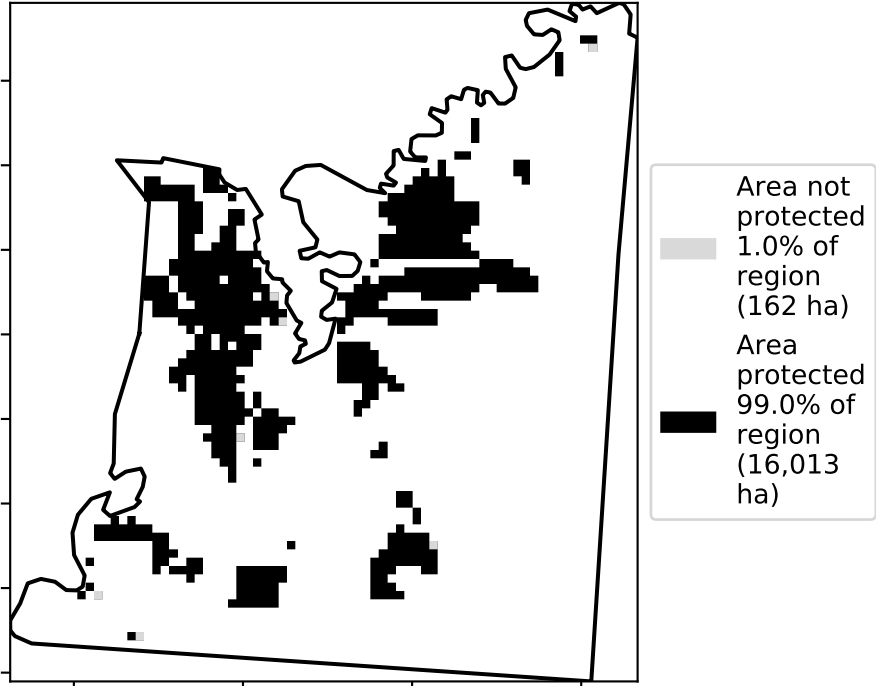 Area not
protected
1.0% of
region
(162 ha)
Area
protected
99.0% of
region
(16,013
ha)